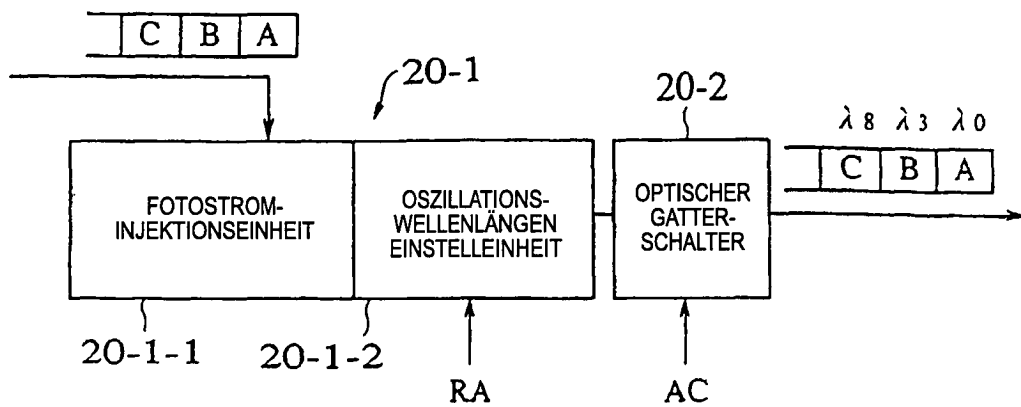 C B A
20-1
20-2
λ8 λ3 λ0
C B A
FOTOSTROM-
INJEKTIONSEINHEIT
OSZILLATIONS-
WELLENLÄNGEN
EINSTELLEINHEIT
OPTISCHER
GATTER-
SCHALTER
20-1-1
20-1-2
RA
AC